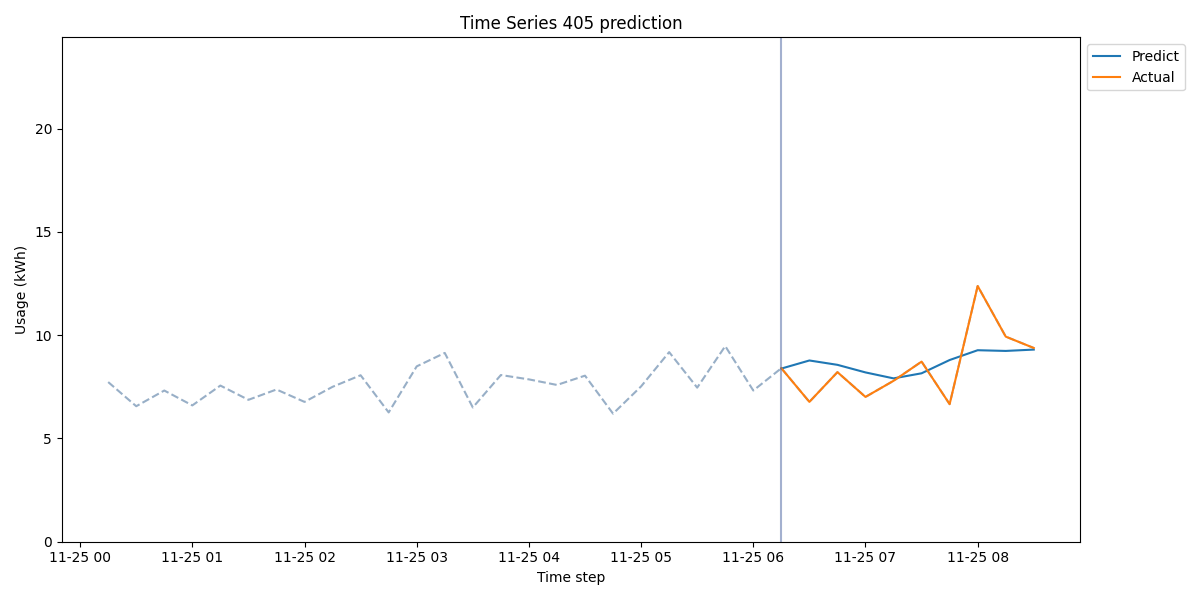 Time Series 405 prediction
Predict
Actual
Usage (kWh)
20
15
10
5
0
11-25 00
11-25 01
11-25 02
11-25 03
11-25 04
11-25 05
11-25 06
11-25 07
11-25 08
Time step